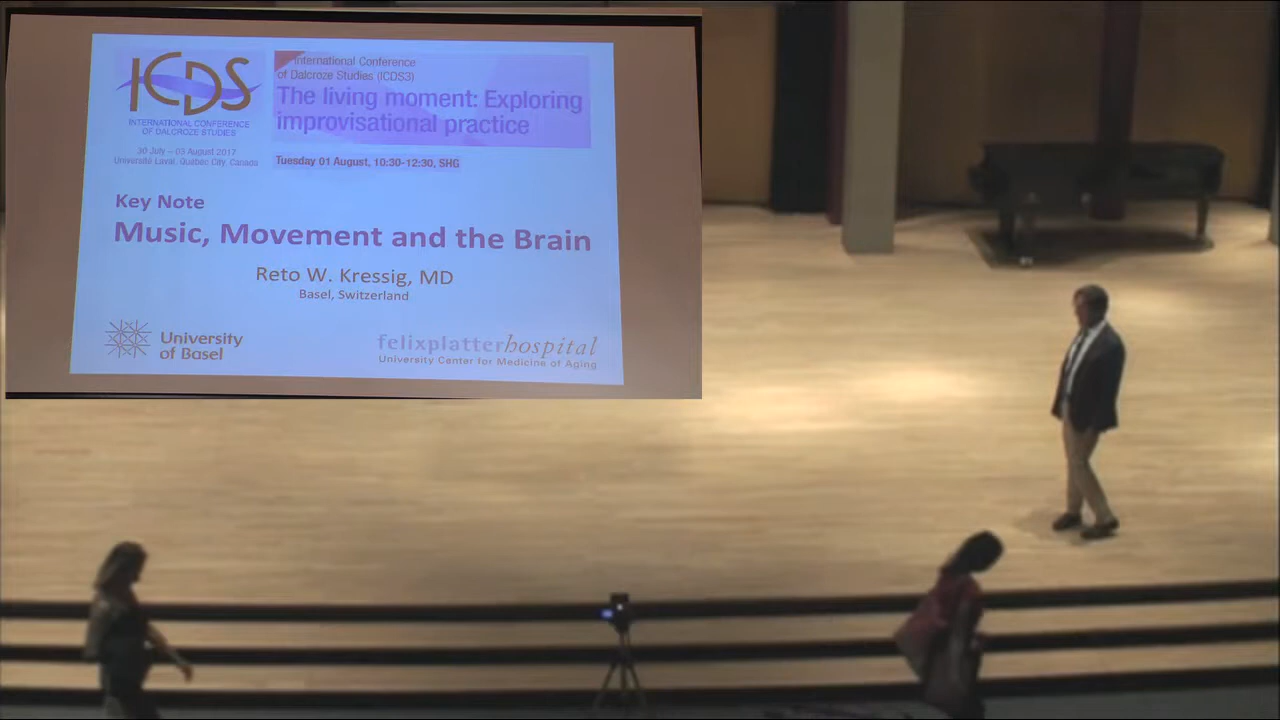 ICDS
INTERNATIONAL CONFERENCE
OF DALCROZE STUDIES
30 July – 03 August 2017
Université Laval, Quebec City, Canada
International Conference
of Dalcroze Studies (ICDS3)
The living moment: Exploring
improvisational practice
Tuesday 01 August, 10:30-12:30, SHG
Key Note
Music, Movement and the Brain
Reto W. Kressig, MD
Basel, Switzerland
University
of Basel
felixplatterhospital
University Center for Medicine of Aging